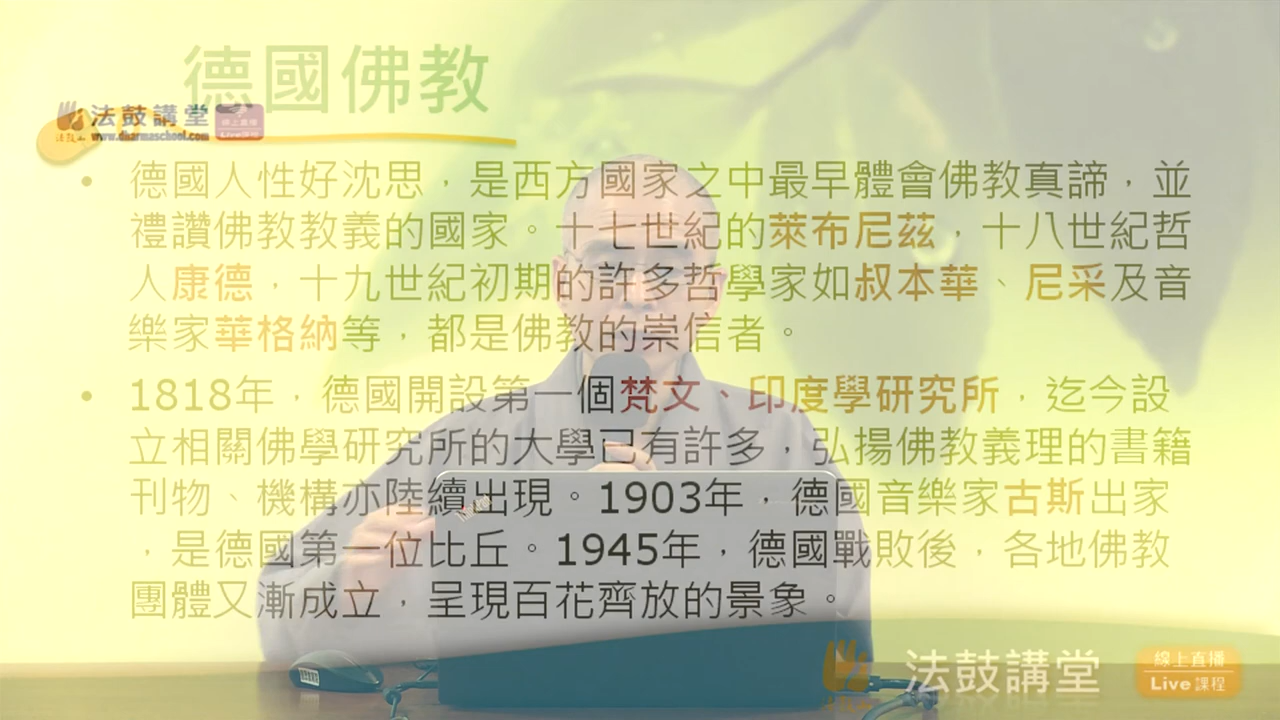 德國佛教
法鼓講堂
線上直播
Live課程
法鼓山
www.dharmaschool.com
• 德國人性好沈思，是西方國家之中最早體會佛教真諦，並
禮讚佛教教義的國家。十七世紀的萊布尼茲，十八世紀哲
人康德，十九世紀初期的許多哲學家如叔本華、尼采及音
樂家華格納等，都是佛教的崇信者。
• 1818年，德國開設第一個梵文、印度學研究所，迄今設
立相關佛學研究所的大學已有許多，弘揚佛教義理的書籍
刊物、機構亦陸續出現。1903年，德國音樂家古斯出家
，是德國第一位比丘。1945年，德國戰敗後，各地佛教
團體又漸成立，呈現百花齊放的景象。
法鼓講堂
線上直播
Live課程
法鼓山